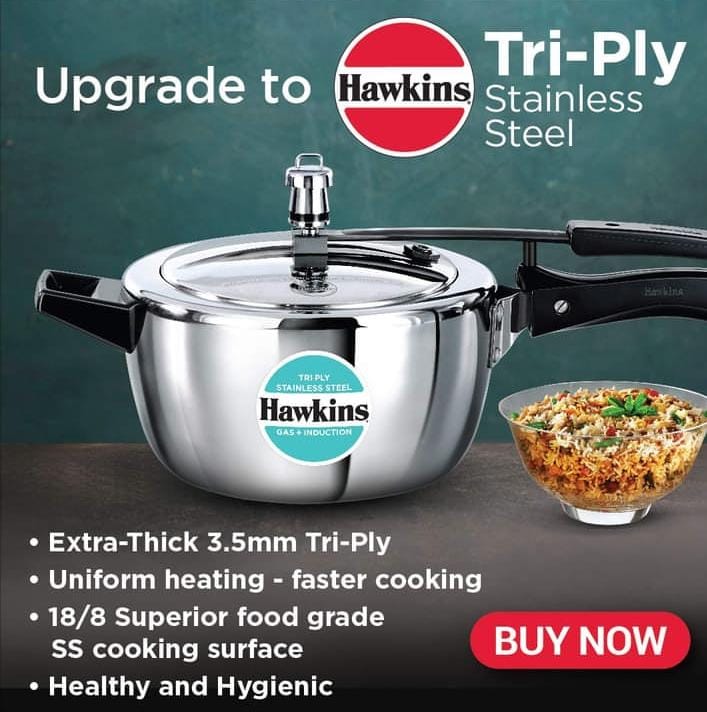 Upgrade to
Hawkins
Tri-Ply
Stainless
Steel
Hawkins
TRI PLY
STAINLESS STEEL
Hawkins
GAS + INDUCTION
• Extra-Thick 3.5mm Tri-Ply
• Uniform heating - faster cooking
• 18/8 Superior food grade
SS cooking surface
• Healthy and Hygienic
BUY NOW